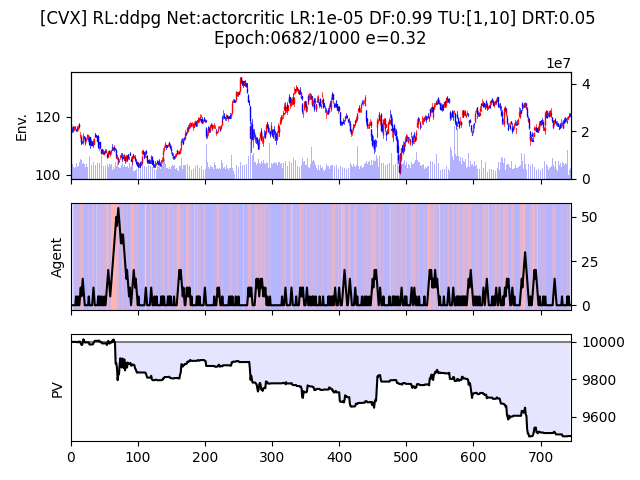 [CVX] RL:ddpg Net:actorcritic LR:1e-05 DF:0.99 TU:[1,10] DRT:0.05
Epoch:0682/1000 e=0.32
1e7
Env.
120
100
4
2
0
Agent
50
25
0
PV
10000
9800
9600
0 100 200 300 400 500 600 700